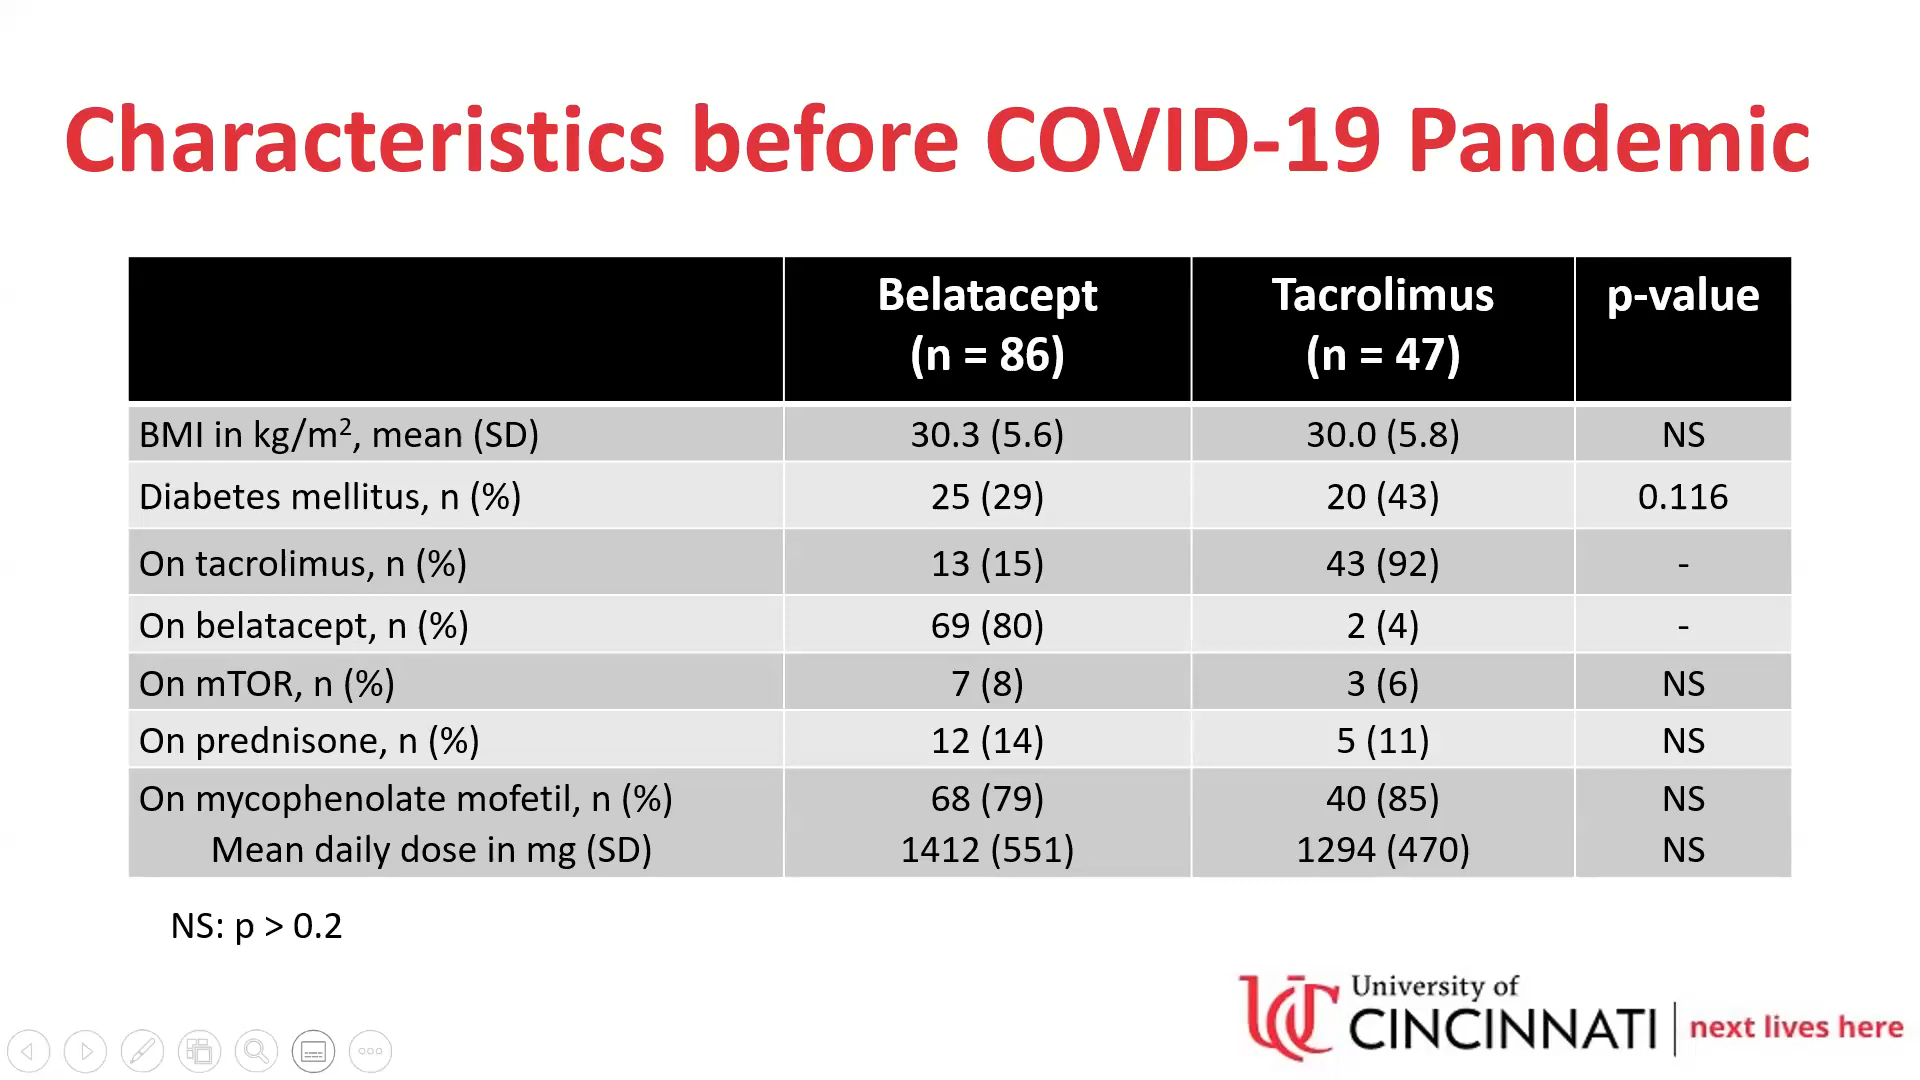 Characteristics before COVID-19 Pandemic
Belatacept (n = 86) Tacrolimus (n = 47) p-value
BMI in kg/m², mean (SD) 30.3 (5.6) 30.0 (5.8) NS
Diabetes mellitus, n (%) 25 (29) 20 (43) 0.116
On tacrolimus, n (%) 13 (15) 43 (92) -
On belatacept, n (%) 69 (80) 2 (4) -
On mTOR, n (%) 7 (8) 3 (6) NS
On prednisone, n (%) 12 (14) 5 (11) NS
On mycophenolate mofetil, n (%) 68 (79) 40 (85) NS
Mean daily dose in mg (SD) 1412 (551) 1294 (470) NS
NS: p > 0.2
University of
CINCINNATI
next lives here